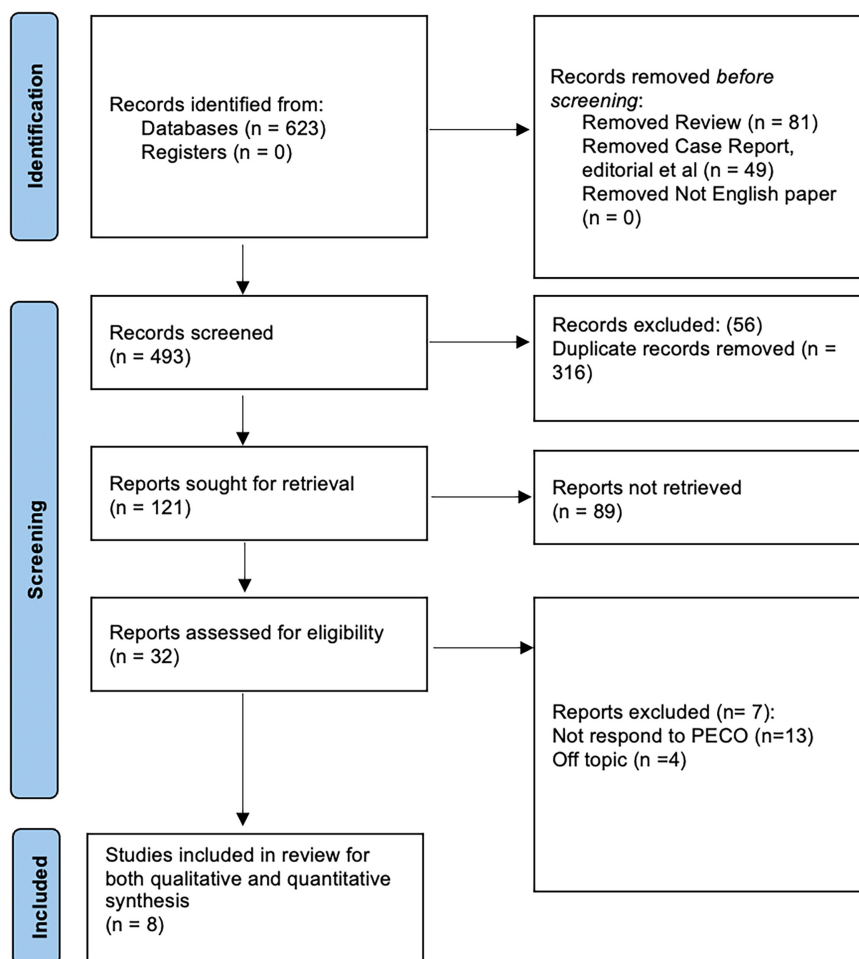 Identification
Records identified from:
Databases (n = 623)
Registers (n = 0)
Records removed before
screening:
Removed Review (n = 81)
Removed Case Report,
editorial et al (n = 49)
Removed Not English paper
(n = 0)
Screening
Records screened
(n = 493)
Records excluded: (56)
Duplicate records removed (n =
316)
Reports sought for retrieval
(n = 121)
Reports not retrieved
(n = 89)
Reports assessed for eligibility
(n = 32)
Reports excluded (n= 7):
Not respond to PECO (n=13)
Off topic (n =4)
Included
Studies included in review for
both qualitative and quantitative
synthesis
(n = 8)